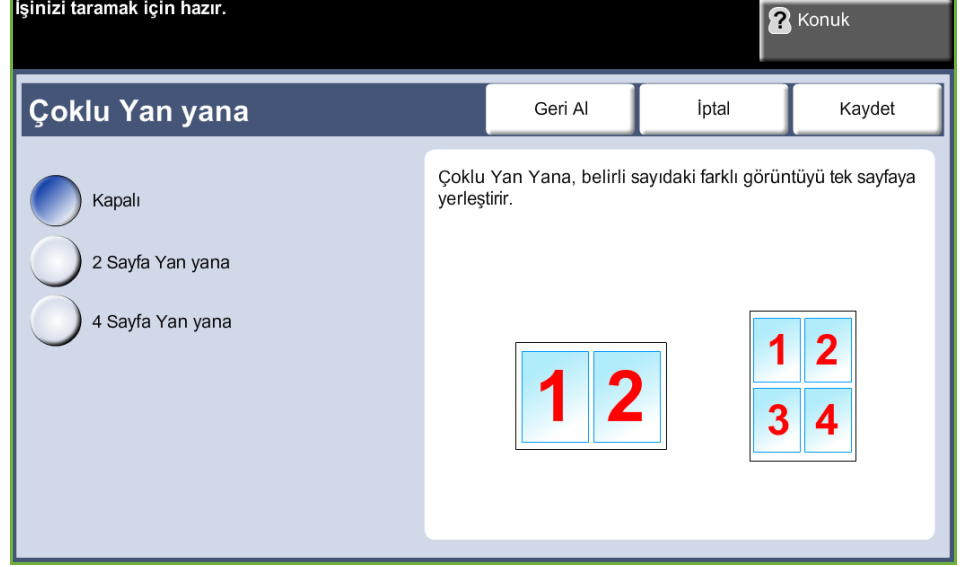 İşinizi taramak için hazır.
Konuk
Çoklu Yan yana
Geri Al
İptal
Kaydet
Kapalı
2 Sayfa Yan yana
4 Sayfa Yan yana
Çoklu Yan Yana, belirli sayıdaki farklı görüntüyü tek sayfaya
yerleştirir.
1 2
1 2
3 4